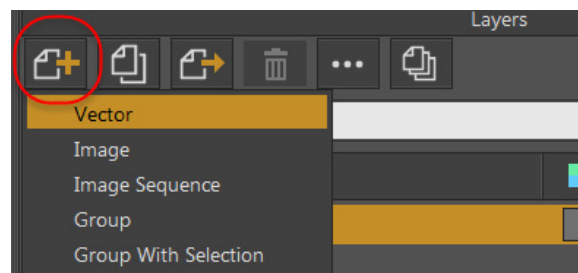 Layers
Vector
Image
Image Sequence
Group
Group With Selection